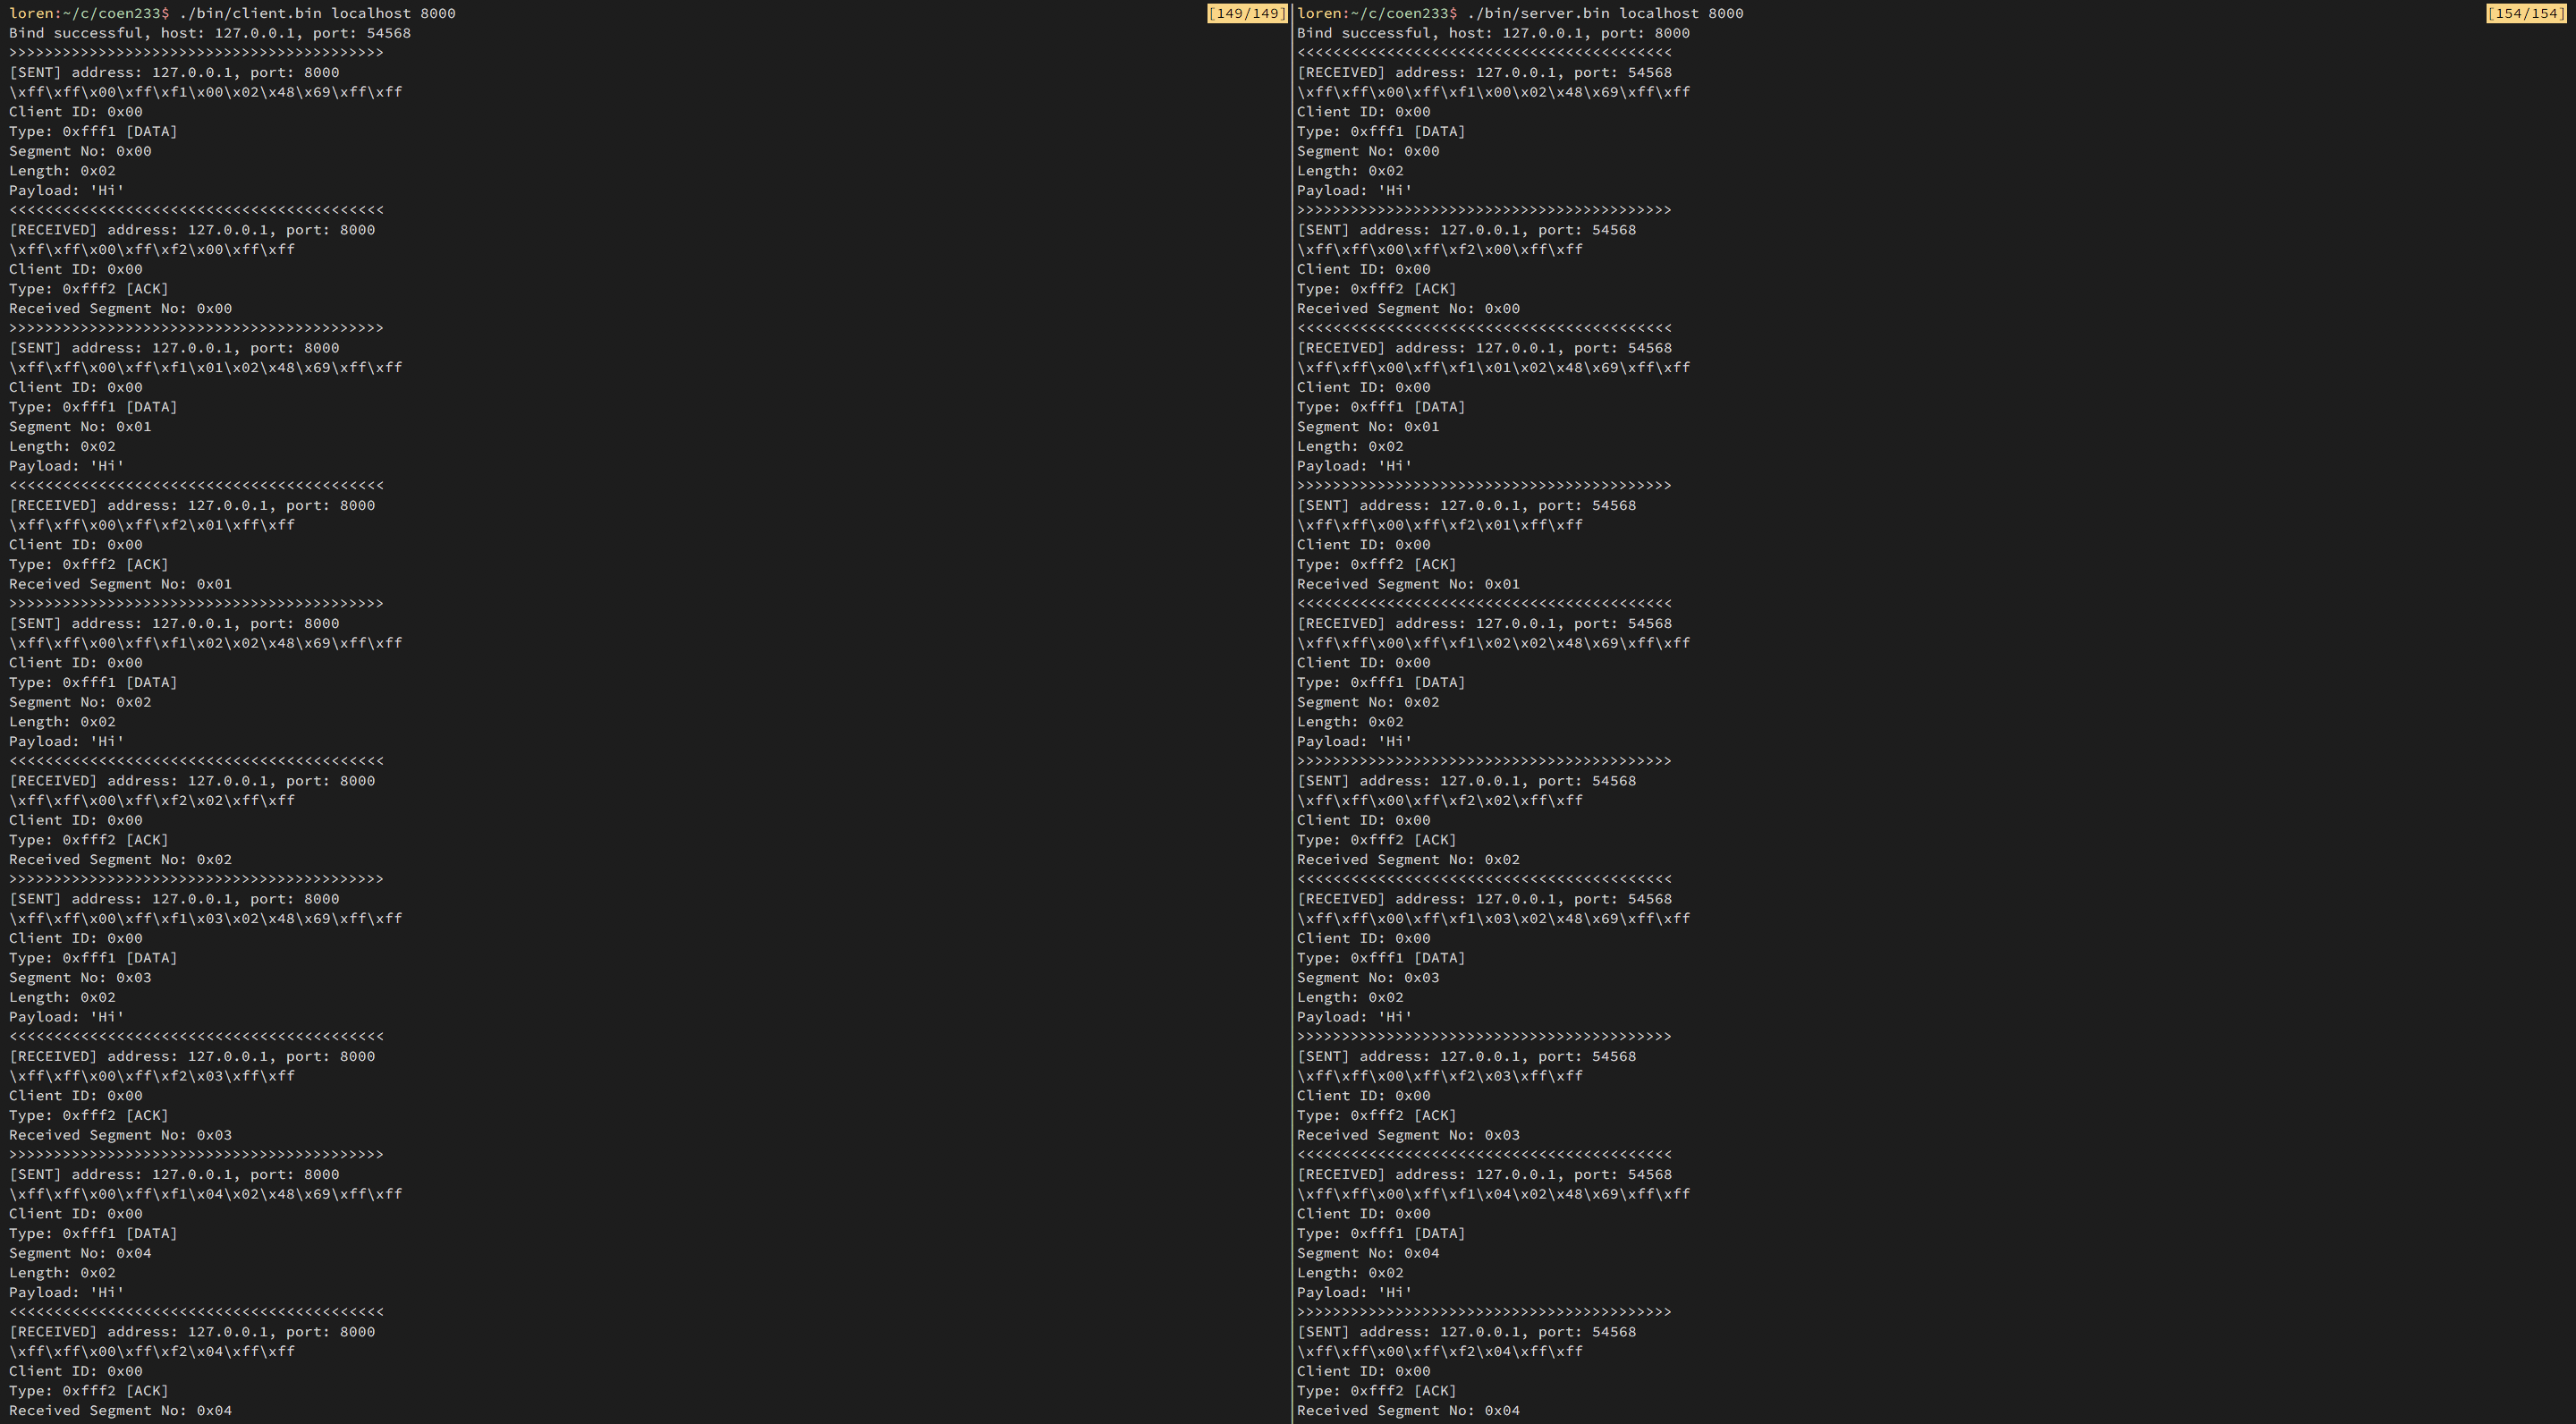 loren:~/c/coen233$ ./bin/client.bin localhost 8000
[149/149]
Bind successful, host: 127.0.0.1, port: 54568
>>>>>>>>>>>>>>>>>>>>>>>>>>>>>>>>>>>>>>>>>>
[SENT] address: 127.0.0.1, port: 8000
\xff\xff\x00\xff\xf1\x00\x02\x48\x69\xff\xff
Client ID: 0x00
Type: 0xfff1 [DATA]
Segment No: 0x00
Length: 0x02
Payload: 'Hi'
<<<<<<<<<<<<<<<<<<<<<<<<<<<<<<<<<<<<<<<<<<
[RECEIVED] address: 127.0.0.1, port: 8000
\xff\xff\x00\xff\xf2\x00\xff\xff
Client ID: 0x00
Type: 0xfff2 [ACK]
Received Segment No: 0x00
>>>>>>>>>>>>>>>>>>>>>>>>>>>>>>>>>>>>>>>>>>
[SENT] address: 127.0.0.1, port: 8000
\xff\xff\x00\xff\xf1\x01\x02\x48\x69\xff\xff
Client ID: 0x00
Type: 0xfff1 [DATA]
Segment No: 0x01
Length: 0x02
Payload: 'Hi'
<<<<<<<<<<<<<<<<<<<<<<<<<<<<<<<<<<<<<<<<<<
[RECEIVED] address: 127.0.0.1, port: 8000
\xff\xff\x00\xff\xf2\x01\xff\xff
Client ID: 0x00
Type: 0xfff2 [ACK]
Received Segment No: 0x01
>>>>>>>>>>>>>>>>>>>>>>>>>>>>>>>>>>>>>>>>>>
[SENT] address: 127.0.0.1, port: 8000
\xff\xff\x00\xff\xf1\x02\x02\x48\x69\xff\xff
Client ID: 0x00
Type: 0xfff1 [DATA]
Segment No: 0x02
Length: 0x02
Payload: 'Hi'
<<<<<<<<<<<<<<<<<<<<<<<<<<<<<<<<<<<<<<<<<<
[RECEIVED] address: 127.0.0.1, port: 8000
\xff\xff\x00\xff\xf2\x02\xff\xff
Client ID: 0x00
Type: 0xfff2 [ACK]
Received Segment No: 0x02
>>>>>>>>>>>>>>>>>>>>>>>>>>>>>>>>>>>>>>>>>>
[SENT] address: 127.0.0.1, port: 8000
\xff\xff\x00\xff\xf1\x03\x02\x48\x69\xff\xff
Client ID: 0x00
Type: 0xfff1 [DATA]
Segment No: 0x03
Length: 0x02
Payload: 'Hi'
<<<<<<<<<<<<<<<<<<<<<<<<<<<<<<<<<<<<<<<<<<
[RECEIVED] address: 127.0.0.1, port: 8000
\xff\xff\x00\xff\xf2\x03\xff\xff
Client ID: 0x00
Type: 0xfff2 [ACK]
Received Segment No: 0x03
>>>>>>>>>>>>>>>>>>>>>>>>>>>>>>>>>>>>>>>>>>
[SENT] address: 127.0.0.1, port: 8000
\xff\xff\x00\xff\xf1\x04\x02\x48\x69\xff\xff
Client ID: 0x00
Type: 0xfff1 [DATA]
Segment No: 0x04
Length: 0x02
Payload: 'Hi'
<<<<<<<<<<<<<<<<<<<<<<<<<<<<<<<<<<<<<<<<<<
[RECEIVED] address: 127.0.0.1, port: 8000
\xff\xff\x00\xff\xf2\x04\xff\xff
Client ID: 0x00
Type: 0xfff2 [ACK]
Received Segment No: 0x04
loren:~/c/coen233$ ./bin/server.bin localhost 8000
[154/154]
Bind successful, host: 127.0.0.1, port: 8000
<<<<<<<<<<<<<<<<<<<<<<<<<<<<<<<<<<<<<<<<<<
[RECEIVED] address: 127.0.0.1, port: 54568
\xff\xff\x00\xff\xf1\x00\x02\x48\x69\xff\xff
Client ID: 0x00
Type: 0xfff1 [DATA]
Segment No: 0x00
Length: 0x02
Payload: 'Hi'
>>>>>>>>>>>>>>>>>>>>>>>>>>>>>>>>>>>>>>>>>>
[SENT] address: 127.0.0.1, port: 54568
\xff\xff\x00\xff\xf2\x00\xff\xff
Client ID: 0x00
Type: 0xfff2 [ACK]
Received Segment No: 0x00
<<<<<<<<<<<<<<<<<<<<<<<<<<<<<<<<<<<<<<<<<<
[RECEIVED] address: 127.0.0.1, port: 54568
\xff\xff\x00\xff\xf1\x01\x02\x48\x69\xff\xff
Client ID: 0x00
Type: 0xfff1 [DATA]
Segment No: 0x01
Length: 0x02
Payload: 'Hi'
>>>>>>>>>>>>>>>>>>>>>>>>>>>>>>>>>>>>>>>>>>
[SENT] address: 127.0.0.1, port: 54568
\xff\xff\x00\xff\xf2\x01\xff\xff
Client ID: 0x00
Type: 0xfff2 [ACK]
Received Segment No: 0x01
<<<<<<<<<<<<<<<<<<<<<<<<<<<<<<<<<<<<<<<<<<
[RECEIVED] address: 127.0.0.1, port: 54568
\xff\xff\x00\xff\xf1\x02\x02\x48\x69\xff\xff
Client ID: 0x00
Type: 0xfff1 [DATA]
Segment No: 0x02
Length: 0x02
Payload: 'Hi'
>>>>>>>>>>>>>>>>>>>>>>>>>>>>>>>>>>>>>>>>>>
[SENT] address: 127.0.0.1, port: 54568
\xff\xff\x00\xff\xf2\x02\xff\xff
Client ID: 0x00
Type: 0xfff2 [ACK]
Received Segment No: 0x02
<<<<<<<<<<<<<<<<<<<<<<<<<<<<<<<<<<<<<<<<<<
[RECEIVED] address: 127.0.0.1, port: 54568
\xff\xff\x00\xff\xf1\x03\x02\x48\x69\xff\xff
Client ID: 0x00
Type: 0xfff1 [DATA]
Segment No: 0x03
Length: 0x02
Payload: 'Hi'
>>>>>>>>>>>>>>>>>>>>>>>>>>>>>>>>>>>>>>>>>>
[SENT] address: 127.0.0.1, port: 54568
\xff\xff\x00\xff\xf2\x03\xff\xff
Client ID: 0x00
Type: 0xfff2 [ACK]
Received Segment No: 0x03
<<<<<<<<<<<<<<<<<<<<<<<<<<<<<<<<<<<<<<<<<<
[RECEIVED] address: 127.0.0.1, port: 54568
\xff\xff\x00\xff\xf1\x04\x02\x48\x69\xff\xff
Client ID: 0x00
Type: 0xfff1 [DATA]
Segment No: 0x04
Length: 0x02
Payload: 'Hi'
>>>>>>>>>>>>>>>>>>>>>>>>>>>>>>>>>>>>>>>>>>
[SENT] address: 127.0.0.1, port: 54568
\xff\xff\x00\xff\xf2\x04\xff\xff
Client ID: 0x00
Type: 0xfff2 [ACK]
Received Segment No: 0x04